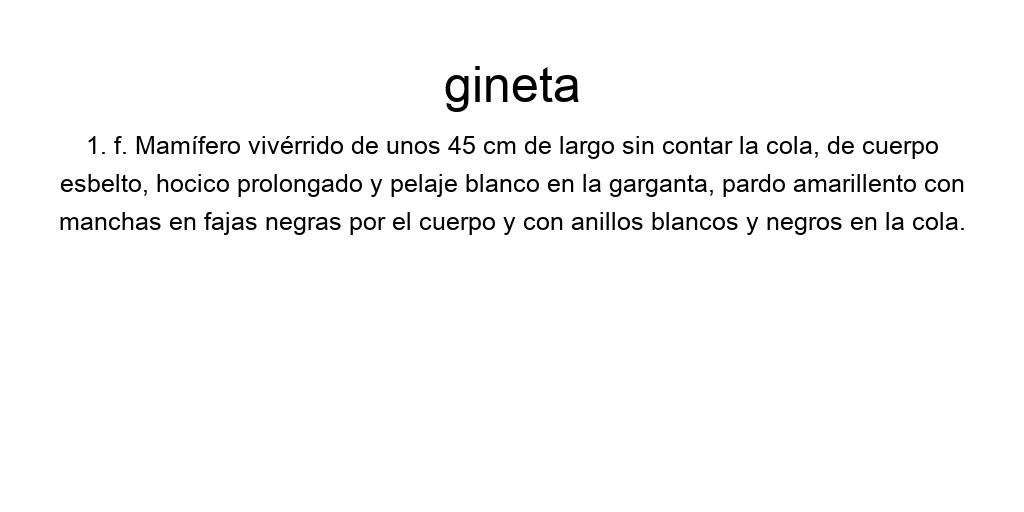 gineta
1. f. Mamífero vivérrido de unos 45 cm de largo sin contar la cola, de cuerpo
esbelto, hocico prolongado y pelaje blanco en la garganta, pardo amarillento con
manchas en fajas negras por el cuerpo y con anillos blancos y negros en la cola.